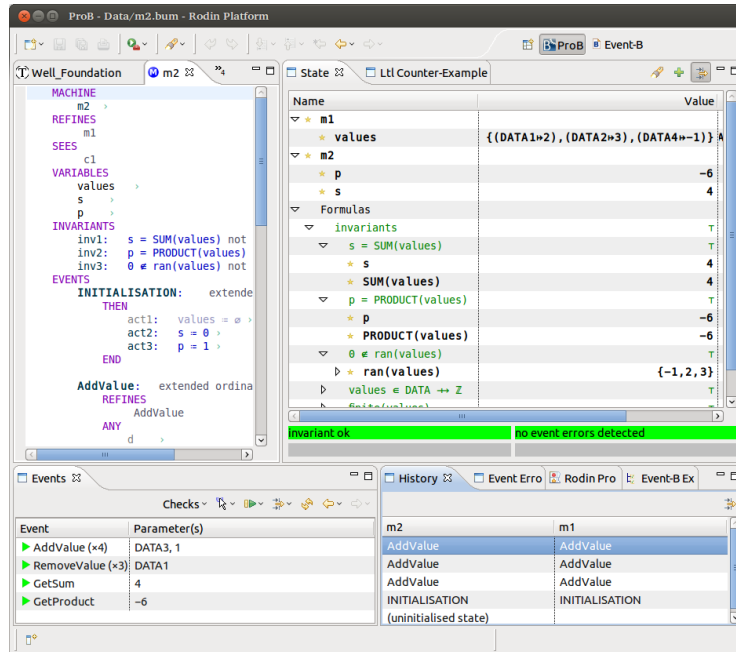 ProB - Data/m2.bum - Rodin Platform
ProB Event-B
Well_Foundation m2 »4
MACHINE
m2
REFINES
m1
SEES
c1
VARIABLES
values
s
p
INVARIANTS
inv1: s = SUM(values) not
inv2: p = PRODUCT(values)
inv3: 0 ∉ ran(values) not
EVENTS
INITIALISATION: extende
THEN
act1: values ≔ ∅
act2: s ≔ 0
act3: p ≔ 1
END
AddValue: extended ordina
REFINES
AddValue
ANY
d
State Ltl Counter-Example
Name Value
m1
values {(DATA1↦2),(DATA2↦3),(DATA4↦−1)}
m2
p −6
s 4
Formulas
invariants ⊤
s = SUM(values) ⊤
s 4
SUM(values) 4
p = PRODUCT(values) ⊤
p −6
PRODUCT(values) −6
0 ∉ ran(values) ⊤
ran(values) {−1,2,3}
values ∈ DATA ⇸ ℤ ⊤
finite(values) ⊤
invariant ok no event errors detected
Events
Checks
Event Parameter(s)
AddValue (×4) DATA3, 1
RemoveValue (×3) DATA1
GetSum 4
GetProduct −6
History Event Erro Rodin Pro Event-B Ex
m2 m1
AddValue AddValue
AddValue AddValue
AddValue AddValue
INITIALISATION INITIALISATION
(uninitialised state)